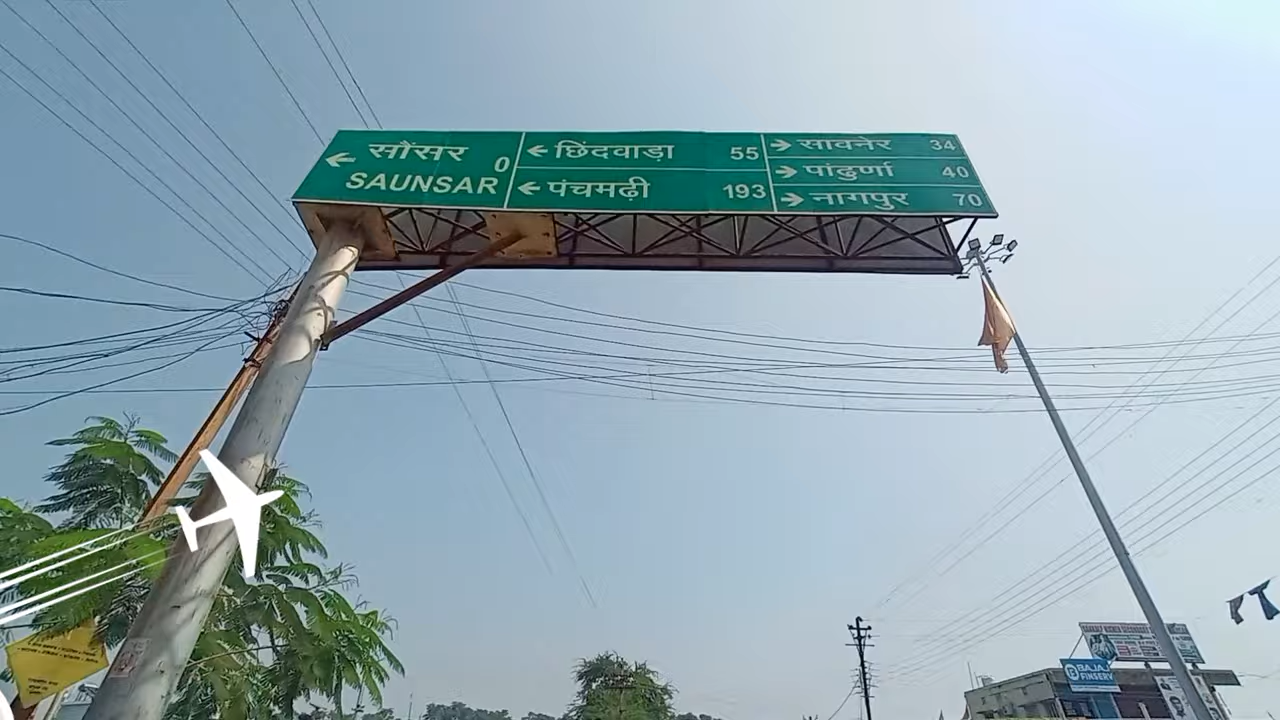 सौंसर 0
SAUNSAR
छिंदवाड़ा 55
पंचमढ़ी 193
सावनेर 34
पांढुर्णा 40
नागपुर 70
BAJAJ
FINSERV